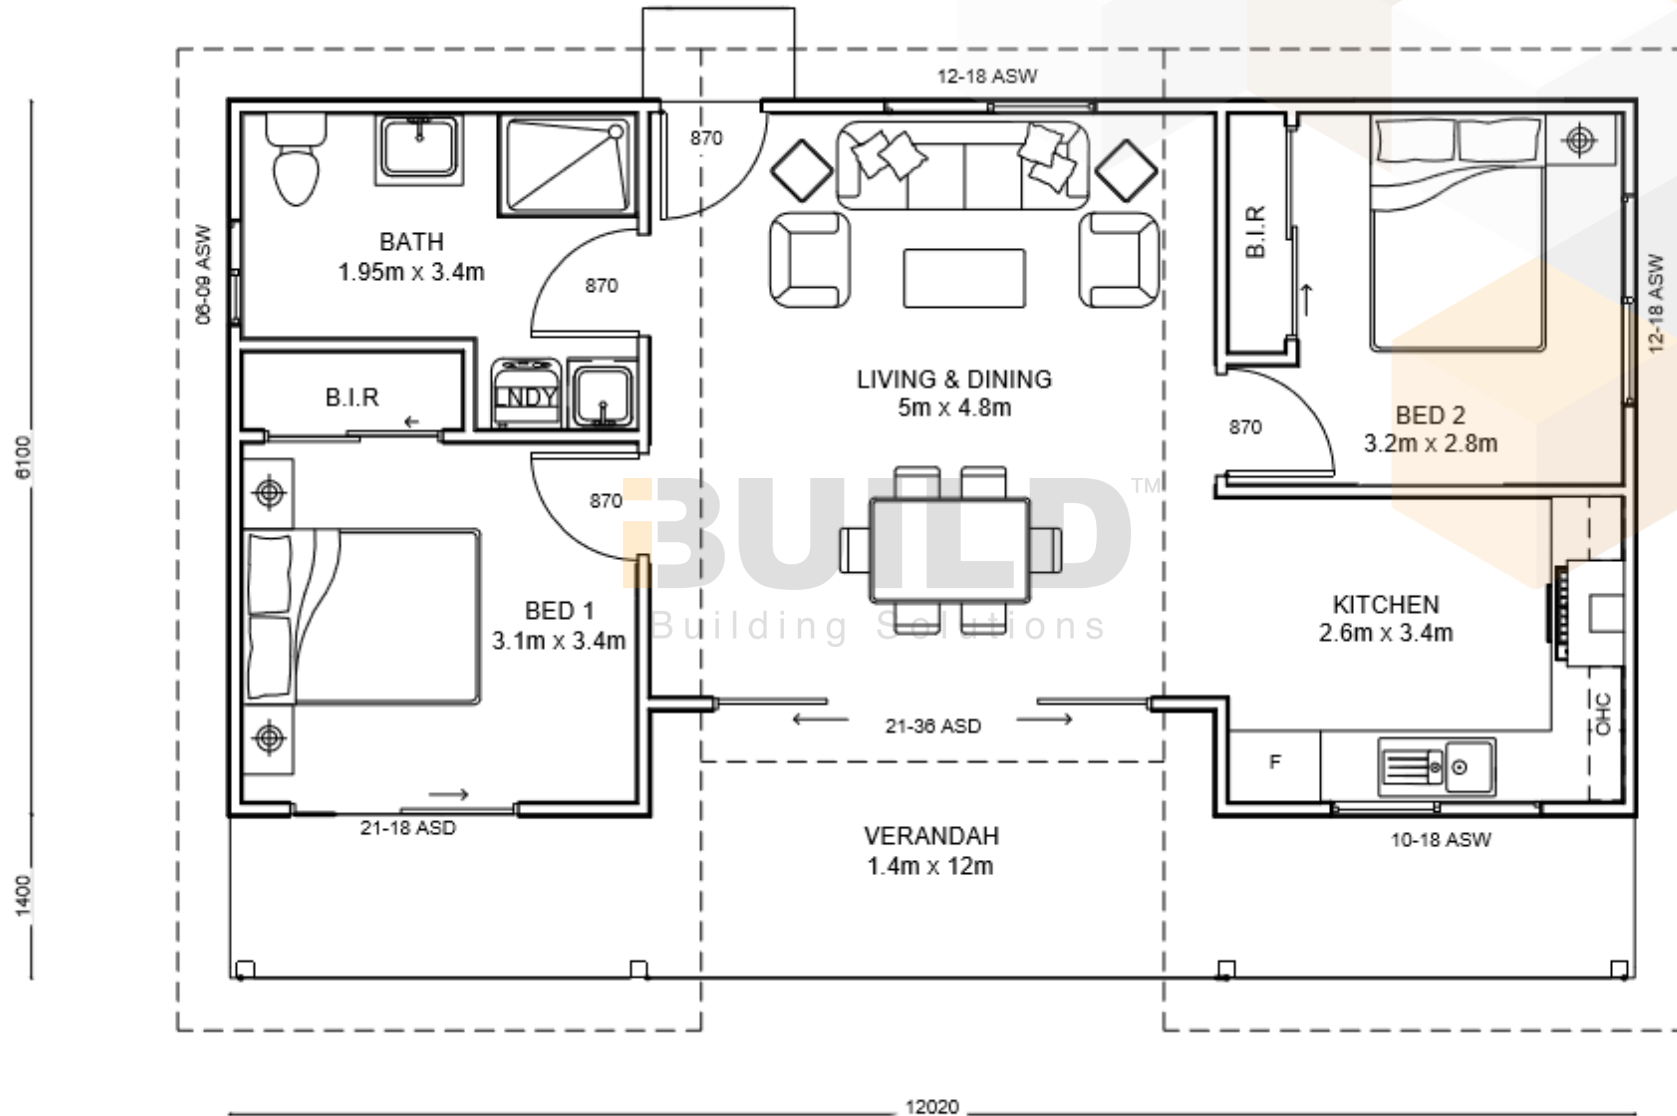 12-18 ASW
870
BATH
1.95m x 3.4m
06-09 ASW
870
B.I.R
LNDY
LIVING & DINING
5m x 4.8m
B.I.R
12-18 ASW
BED 2
3.2m x 2.8m
870
6100
870
iBUILD™
Building Solutions
BED 1
3.1m x 3.4m
KITCHEN
2.6m x 3.4m
OHC
21-36 ASD
F
21-18 ASD
VERANDAH
1.4m x 12m
10-18 ASW
1400
12020